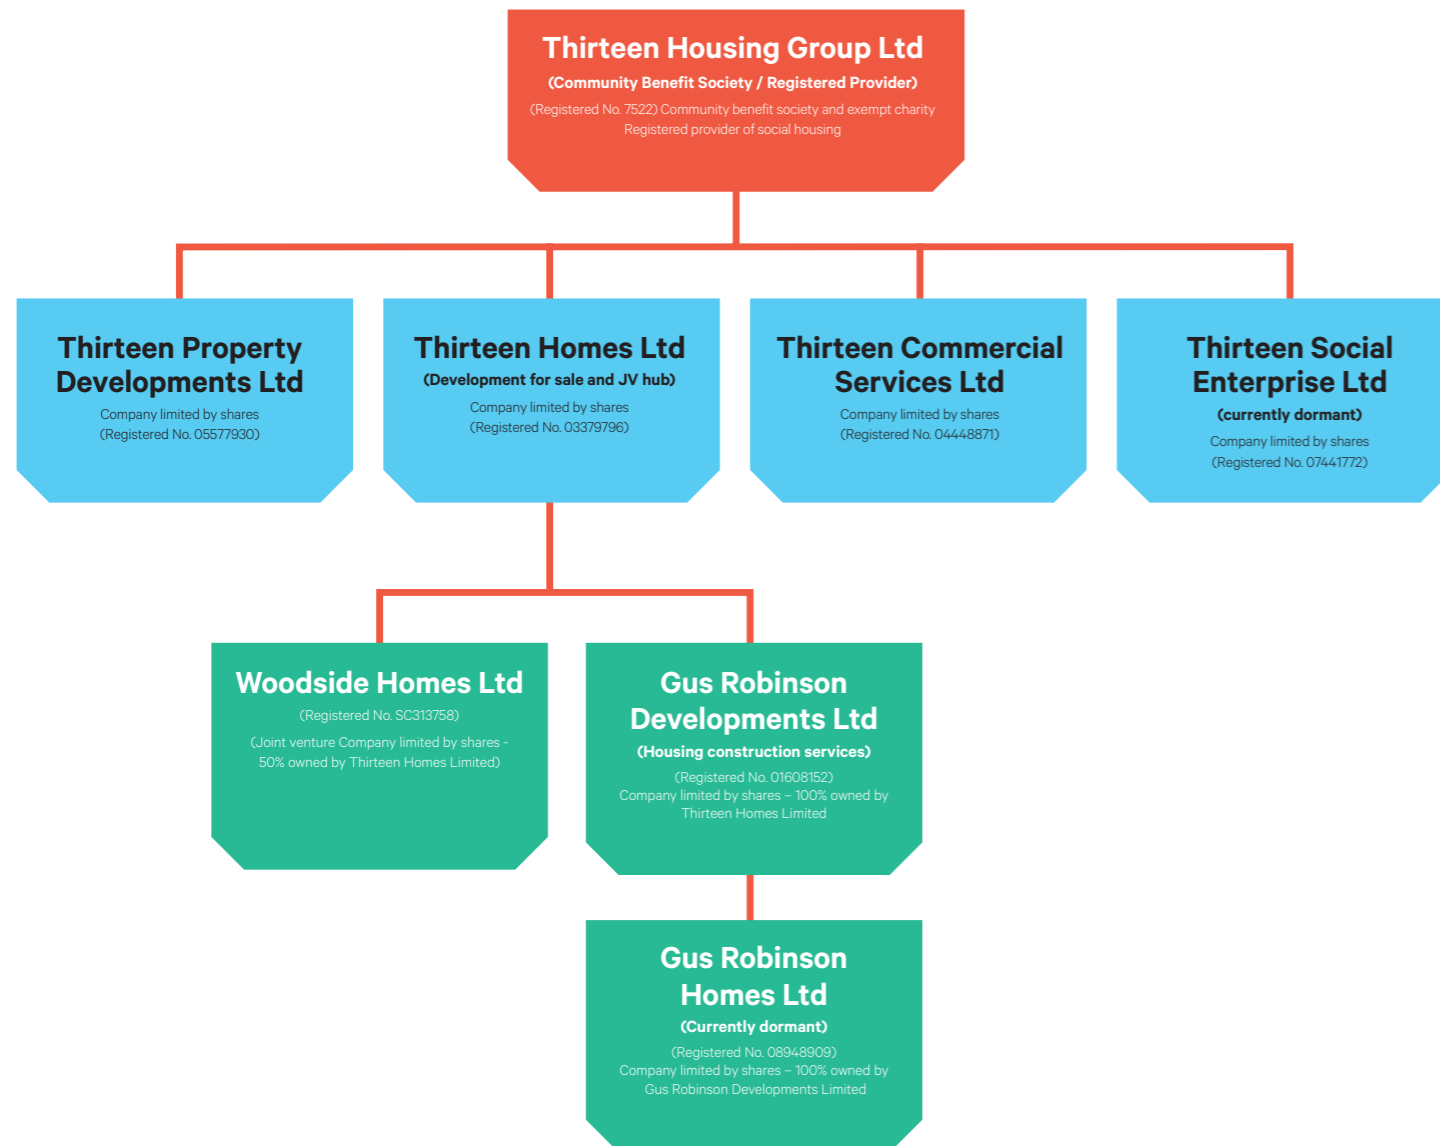 Thirteen Housing Group Ltd
(Community Benefit Society / Registered Provider)
(Registered No. 7522) Community benefit society and exempt charity
Registered provider of social housing
Thirteen Property
Developments Ltd
Company limited by shares
(Registered No. 05577930)
Thirteen Homes Ltd
(Development for sale and JV hub)
Company limited by shares
(Registered No. 03379796)
Thirteen Commercial
Services Ltd
Company limited by shares
(Registered No. 04448871)
Thirteen Social
Enterprise Ltd
(currently dormant)
Company limited by shares
(Registered No. 07441772)
Woodside Homes Ltd
(Registered No. SC313758)
(Joint venture Company limited by shares -
50% owned by Thirteen Homes Limited)
Gus Robinson
Developments Ltd
(Housing construction services)
(Registered No. 01608152)
Company limited by shares – 100% owned by
Thirteen Homes Limited
Gus Robinson
Homes Ltd
(Currently dormant)
(Registered No. 08948909)
Company limited by shares – 100% owned by
Gus Robinson Developments Limited